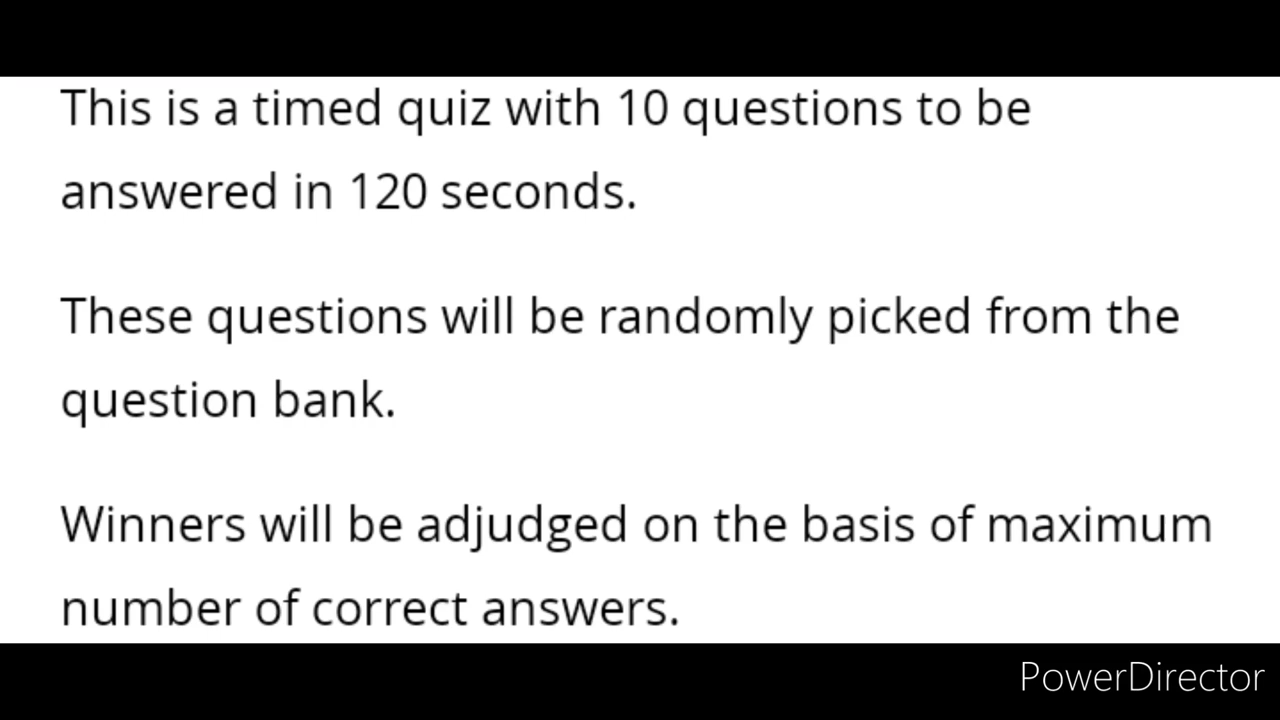 This is a timed quiz with 10 questions to be
answered in 120 seconds.
These questions will be randomly picked from the
question bank.
Winners will be adjudged on the basis of maximum
number of correct answers.
PowerDirector